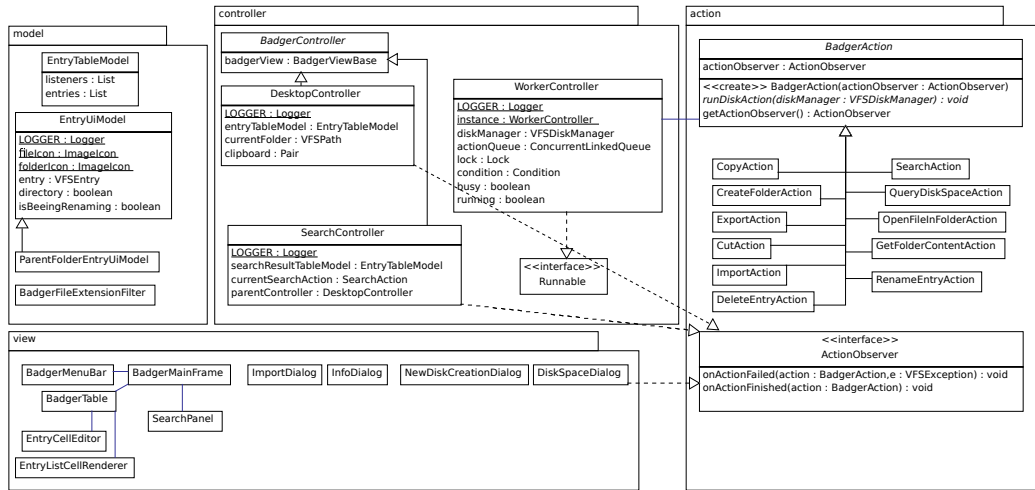 model
EntryTableModel
listeners : List
entries : List
EntryUiModel
LOGGER : Logger
fileIcon : ImageIcon
folderIcon : ImageIcon
entry : VFSEntry
directory : boolean
isBeeingRenaming : boolean
ParentFolderEntryUiModel
BadgerFileExtensionFilter
controller
BadgerController
badgerView : BadgerViewBase
DesktopController
LOGGER : Logger
entryTableModel : EntryTableModel
currentFolder : VFSPath
clipboard : Pair
WorkerController
LOGGER : Logger
instance : WorkerController
diskManager : VFSDiskManager
actionQueue : ConcurrentLinkedQueue
lock : Lock
condition : Condition
busy : boolean
running : boolean
SearchController
LOGGER : Logger
searchResultTableModel : EntryTableModel
currentSearchAction : SearchAction
parentController : DesktopController
<<interface>>
Runnable
action
BadgerAction
actionObserver : ActionObserver
<<create>> BadgerAction(actionObserver : ActionObserver)
runDiskAction(diskManager : VFSDiskManager) : void
getActionObserver() : ActionObserver
CopyAction
SearchAction
CreateFolderAction
QueryDiskSpaceAction
ExportAction
OpenFileInFolderAction
CutAction
GetFolderContentAction
ImportAction
RenameEntryAction
DeleteEntryAction
<<interface>>
ActionObserver
onActionFailed(action : BadgerAction,e : VFSException) : void
onActionFinished(action : BadgerAction) : void
view
BadgerMenuBar
BadgerMainFrame
ImportDialog
InfoDialog
NewDiskCreationDialog
DiskSpaceDialog
BadgerTable
SearchPanel
EntryCellEditor
EntryListCellRenderer